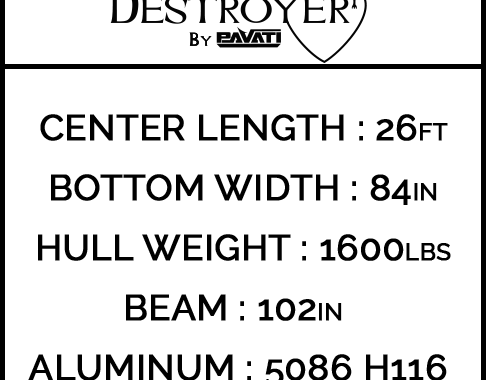 DESTROYER
BY PAVATI
CENTER LENGTH : 26FT
BOTTOM WIDTH : 84IN
HULL WEIGHT : 1600LBS
BEAM : 102IN
ALUMINUM : 5086 H116